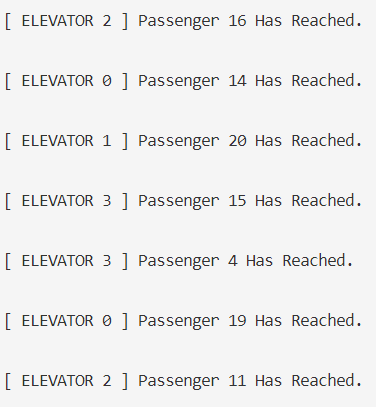 [ ELEVATOR 2 ] Passenger 16 Has Reached.
[ ELEVATOR 0 ] Passenger 14 Has Reached.
[ ELEVATOR 1 ] Passenger 20 Has Reached.
[ ELEVATOR 3 ] Passenger 15 Has Reached.
[ ELEVATOR 3 ] Passenger 4 Has Reached.
[ ELEVATOR 0 ] Passenger 19 Has Reached.
[ ELEVATOR 2 ] Passenger 11 Has Reached.